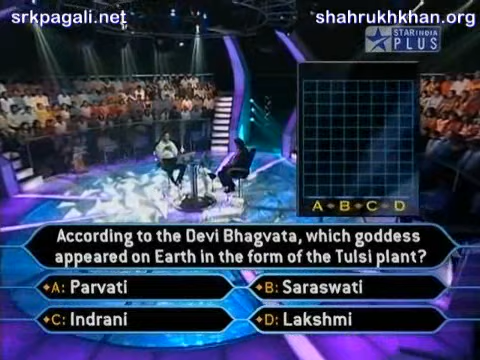 srkpagali.net
shahrukhkhan.org
STAR INDIA
PLUS
A B C D
According to the Devi Bhagvata, which goddess
appeared on Earth in the form of the Tulsi plant?
A: Parvati
B: Saraswati
C: Indrani
D: Lakshmi